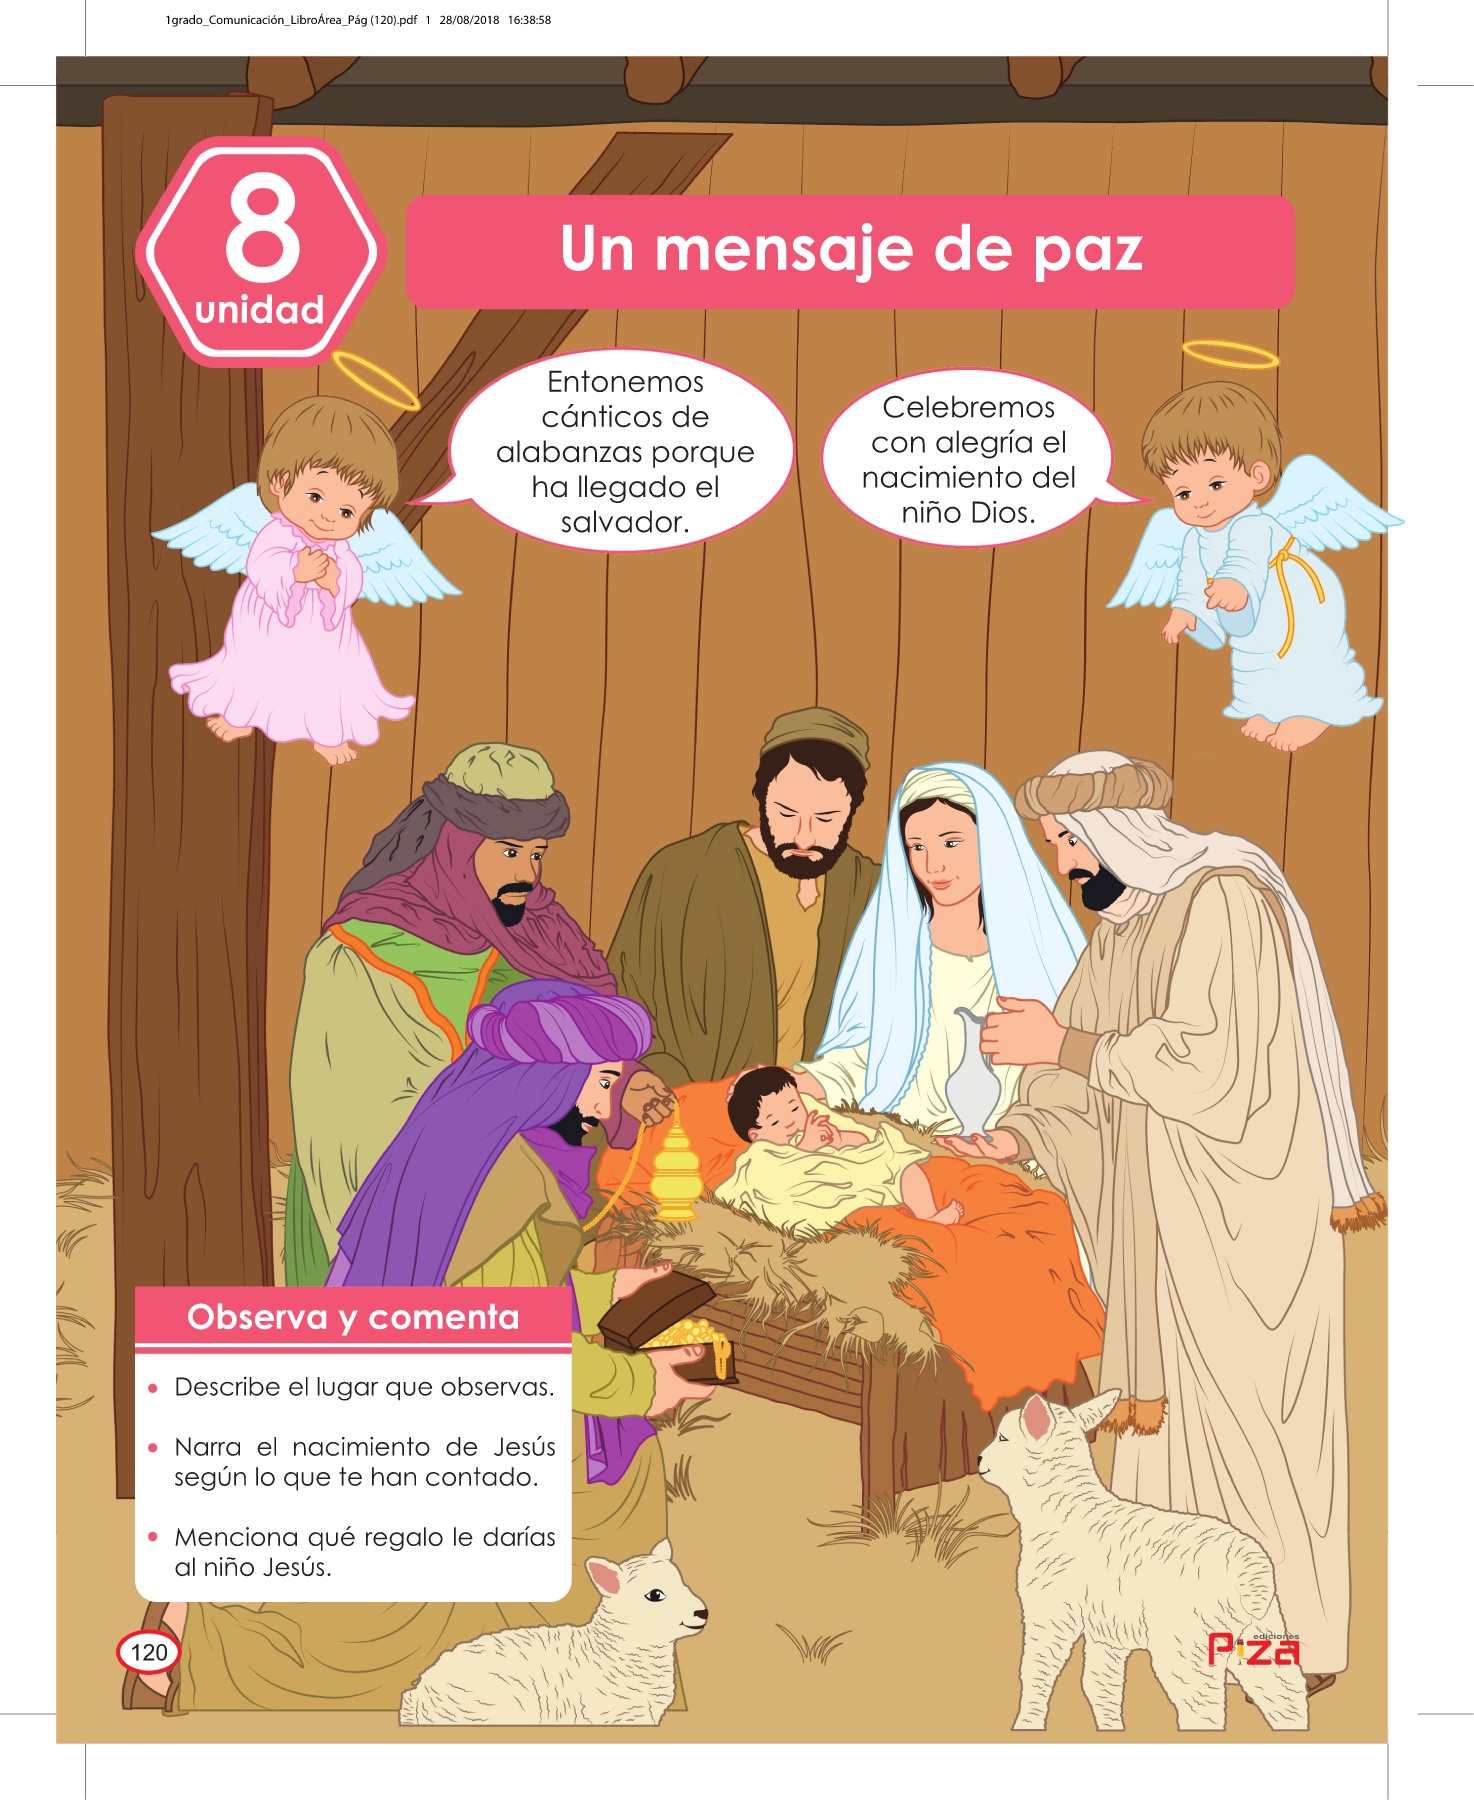 1grado_Comunicación_LibroÁrea_Pág (120).pdf 1 28/08/2018 16:38:58
8
unidad
Un mensaje de paz
Entonemos
cánticos de
alabanzas porque
ha llegado el
salvador.
Celebremos
con alegría el
nacimiento del
niño Dios.
Observa y comenta
• Describe el lugar que observas.
• Narra el nacimiento de Jesús
según lo que te han contado.
• Menciona qué regalo le darías
al niño Jesús.
120
ediciones
Piza